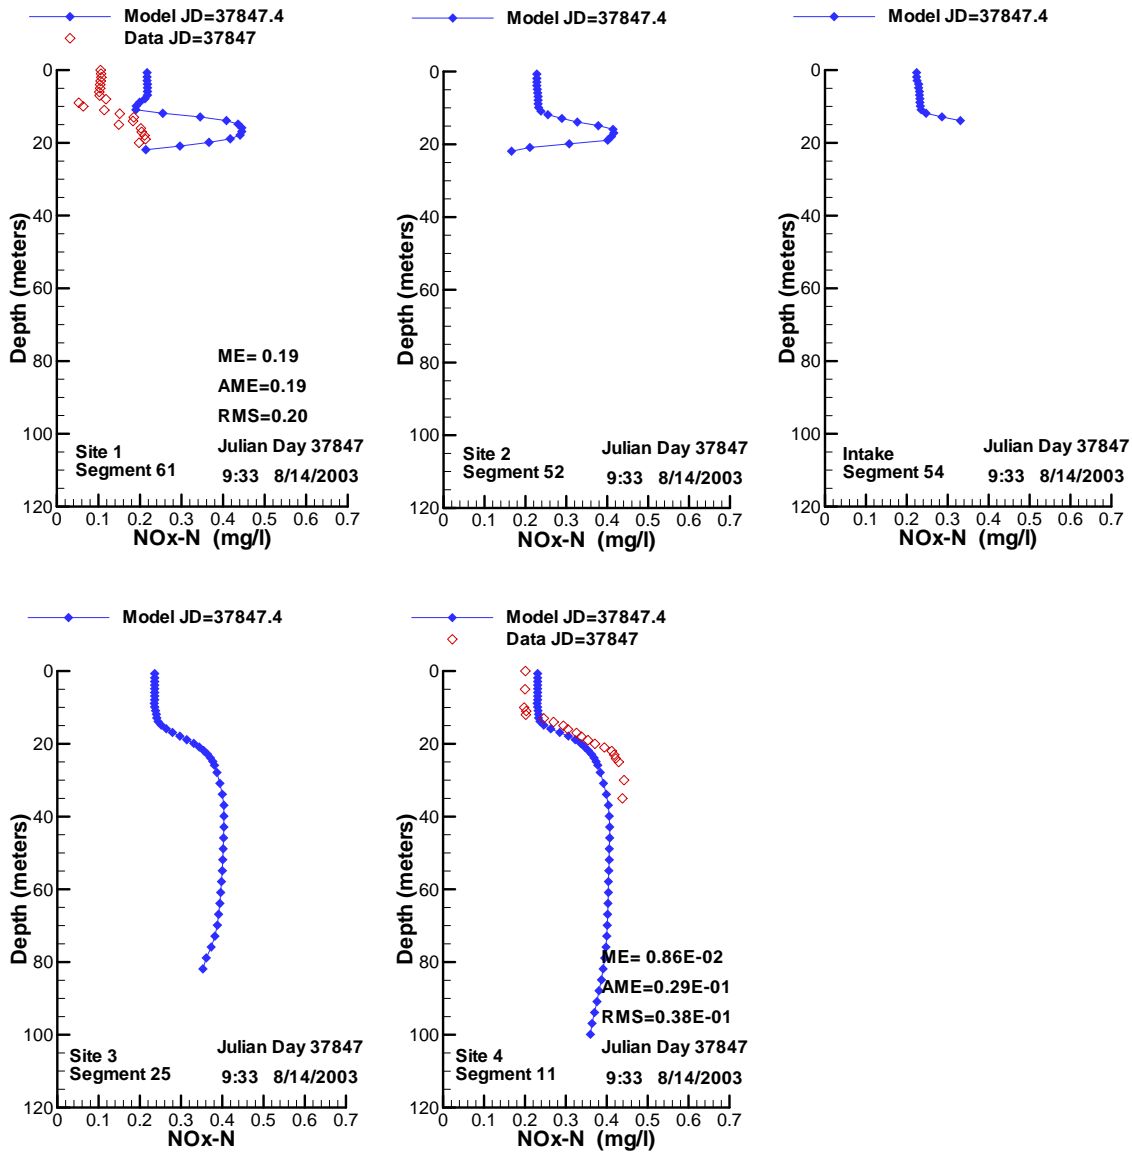 Model JD=37847.4
Data JD=37847
0
20
40
60
80
100
120
Depth (meters)
ME= 0.19
AME=0.19
RMS=0.20
Site 1
Segment 61
Julian Day 37847
9:33 8/14/2003
0 0.1 0.2 0.3 0.4 0.5 0.6 0.7
NOx-N (mg/l)
Model JD=37847.4
0
20
40
60
80
100
120
Depth (meters)
Site 2
Segment 52
Julian Day 37847
9:33 8/14/2003
0 0.1 0.2 0.3 0.4 0.5 0.6 0.7
NOx-N (mg/l)
Model JD=37847.4
0
20
40
60
80
100
120
Depth (meters)
Intake
Segment 54
Julian Day 37847
9:33 8/14/2003
0 0.1 0.2 0.3 0.4 0.5 0.6 0.7
NOx-N (mg/l)
Model JD=37847.4
0
20
40
60
80
100
120
Depth (meters)
Site 3
Segment 25
Julian Day 37847
9:33 8/14/2003
0 0.1 0.2 0.3 0.4 0.5 0.6 0.7
NOx-N
Model JD=37847.4
Data JD=37847
0
20
40
60
80
100
120
Depth (meters)
ME= 0.86E-02
AME=0.29E-01
RMS=0.38E-01
Site 4
Segment 11
Julian Day 37847
9:33 8/14/2003
0 0.1 0.2 0.3 0.4 0.5 0.6 0.7
NOx-N (mg/l)